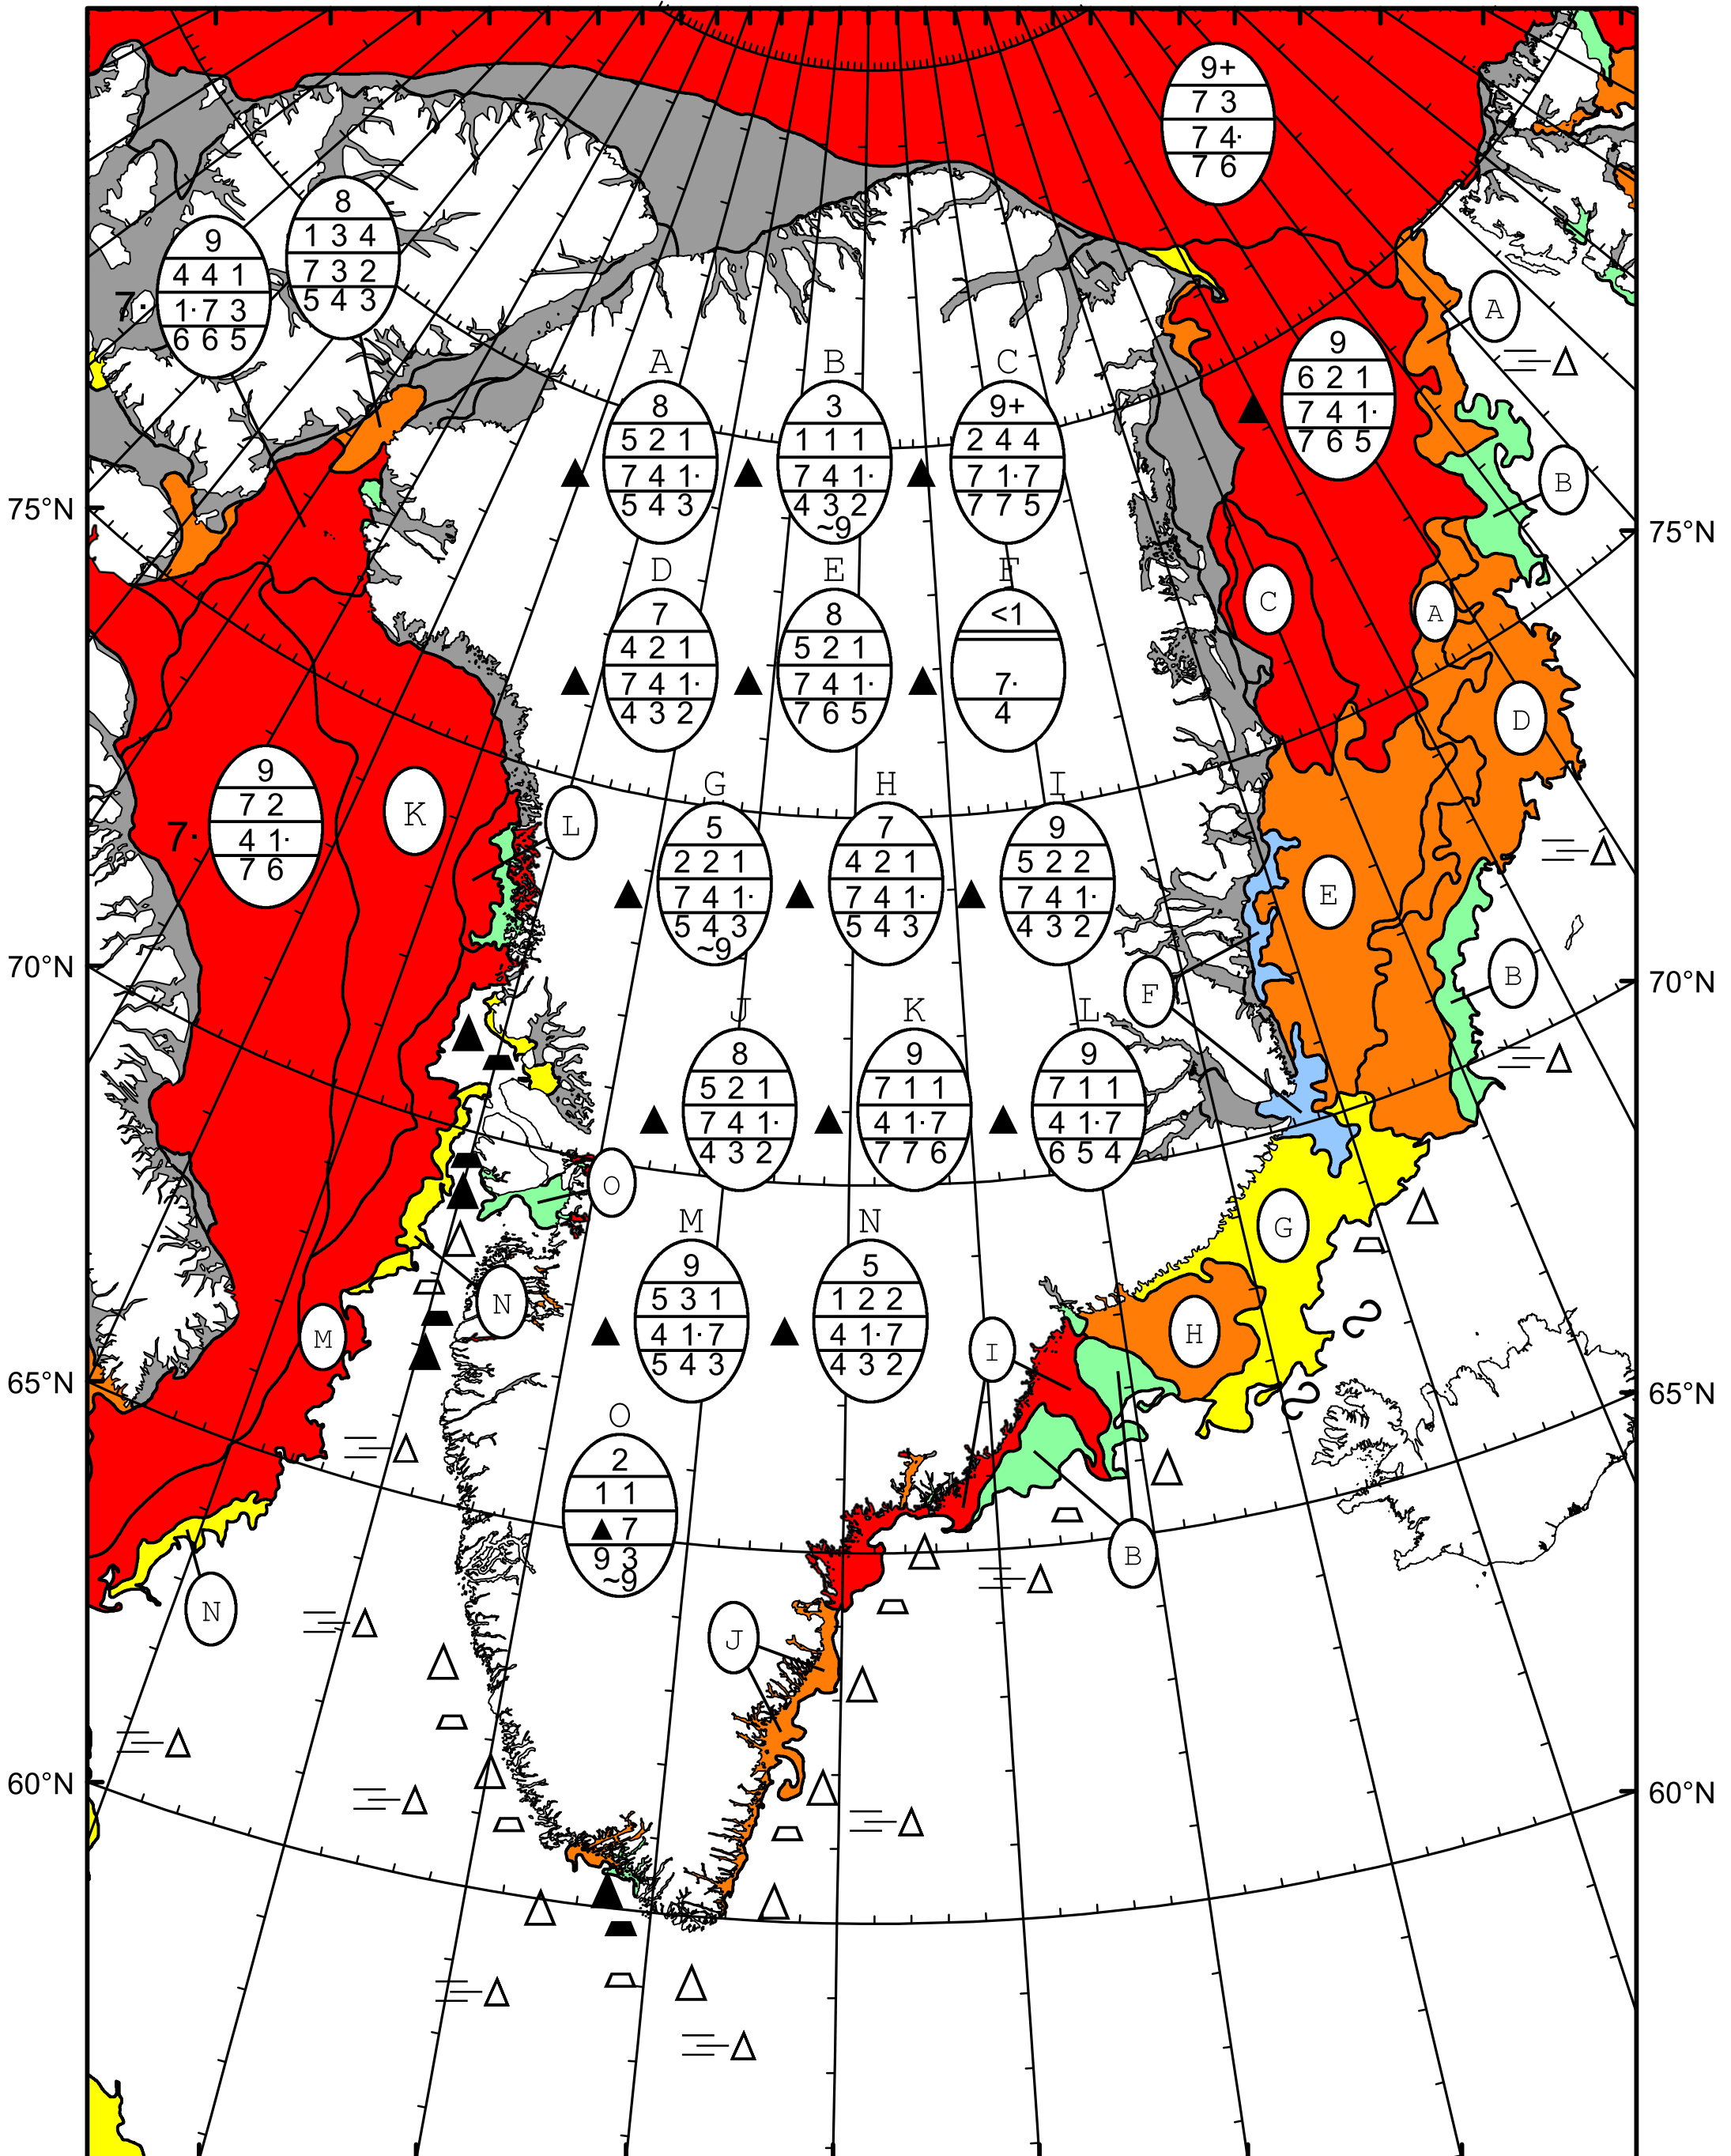 9+
7 3
7 4·
7 6
8
1 3 4
7 3 2
5 4 3
9
4 4 1
7· 1·7 3
6 6 5
A
9
6 2 1
▲ 7 4 1·
7 6 5
A B C
8 3 9+
5 2 1 1 1 1 2 4 4
▲ 7 4 1· ▲ 7 4 1· ▲ 7 1·7
5 4 3 4 3 2 7 7 5
~9
B
75°N 75°N
D E F
7 8 <1
4 2 1 5 2 1
▲ 7 4 1· ▲ 7 4 1· ▲ 7·
4 3 2 7 6 5 4
C A
D
9
7 2
7· 4 1·
7 6
K L
G H I
5 7 9
2 2 1 4 2 1 5 2 2
▲ 7 4 1· ▲ 7 4 1· ▲ 7 4 1·
5 4 3 5 4 3 4 3 2
~9
E
70°N 70°N
F B
J K L
8 9 9
5 2 1 7 1 1 7 1 1
▲ 7 4 1· ▲ 4 1·7 ▲ 4 1·7
4 3 2 7 7 6 6 5 4
O
G
M N
9 5
5 3 1 1 2 2
▲ 4 1·7 ▲ 4 1·7
5 4 3 4 3 2
N
M I H
65°N 65°N
O
2
1 1
▲ 7
9 3
~9
B
N J
60°N 60°N